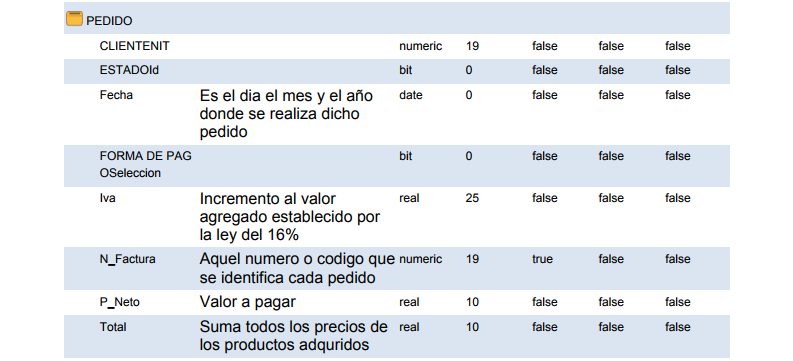 PEDIDO
CLIENTENIT numeric 19 false false false
ESTADOId bit 0 false false false
Fecha Es el dia el mes y el año date 0 false false false
donde se realiza dicho
pedido
FORMA DE PAG bit 0 false false false
OSeleccion
Iva Incremento al valor real 25 false false false
agregado establecido por
la ley del 16%
N_Factura Aquel numero o codigo que numeric 19 true false false
se identifica cada pedido
P_Neto Valor a pagar real 10 false false false
Total Suma todos los precios de real 10 false false false
los productos adquridos